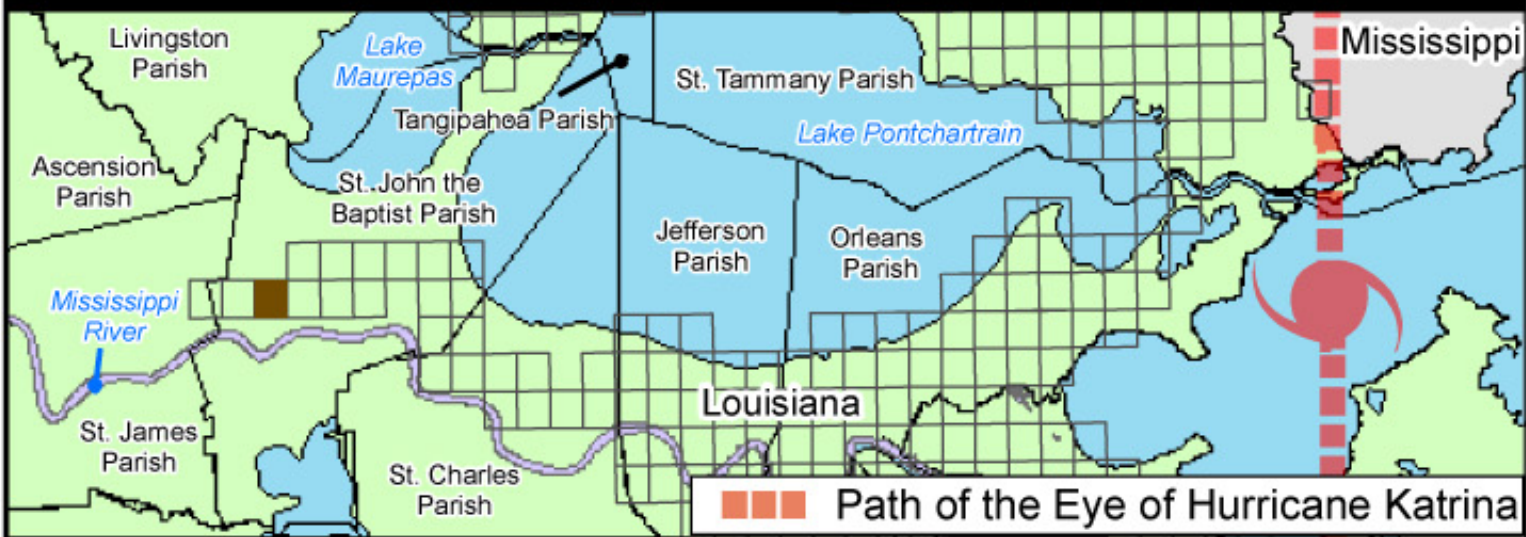 Livingston
Parish
Lake
Maurepas
Mississippi
St. Tammany Parish
Tangipahoa Parish
Lake Pontchartrain
Ascension
Parish
St. John the
Baptist Parish
Jefferson
Parish
Orleans
Parish
Mississippi
River
Louisiana
St. James
Parish
St. Charles
Parish
Path of the Eye of Hurricane Katrina